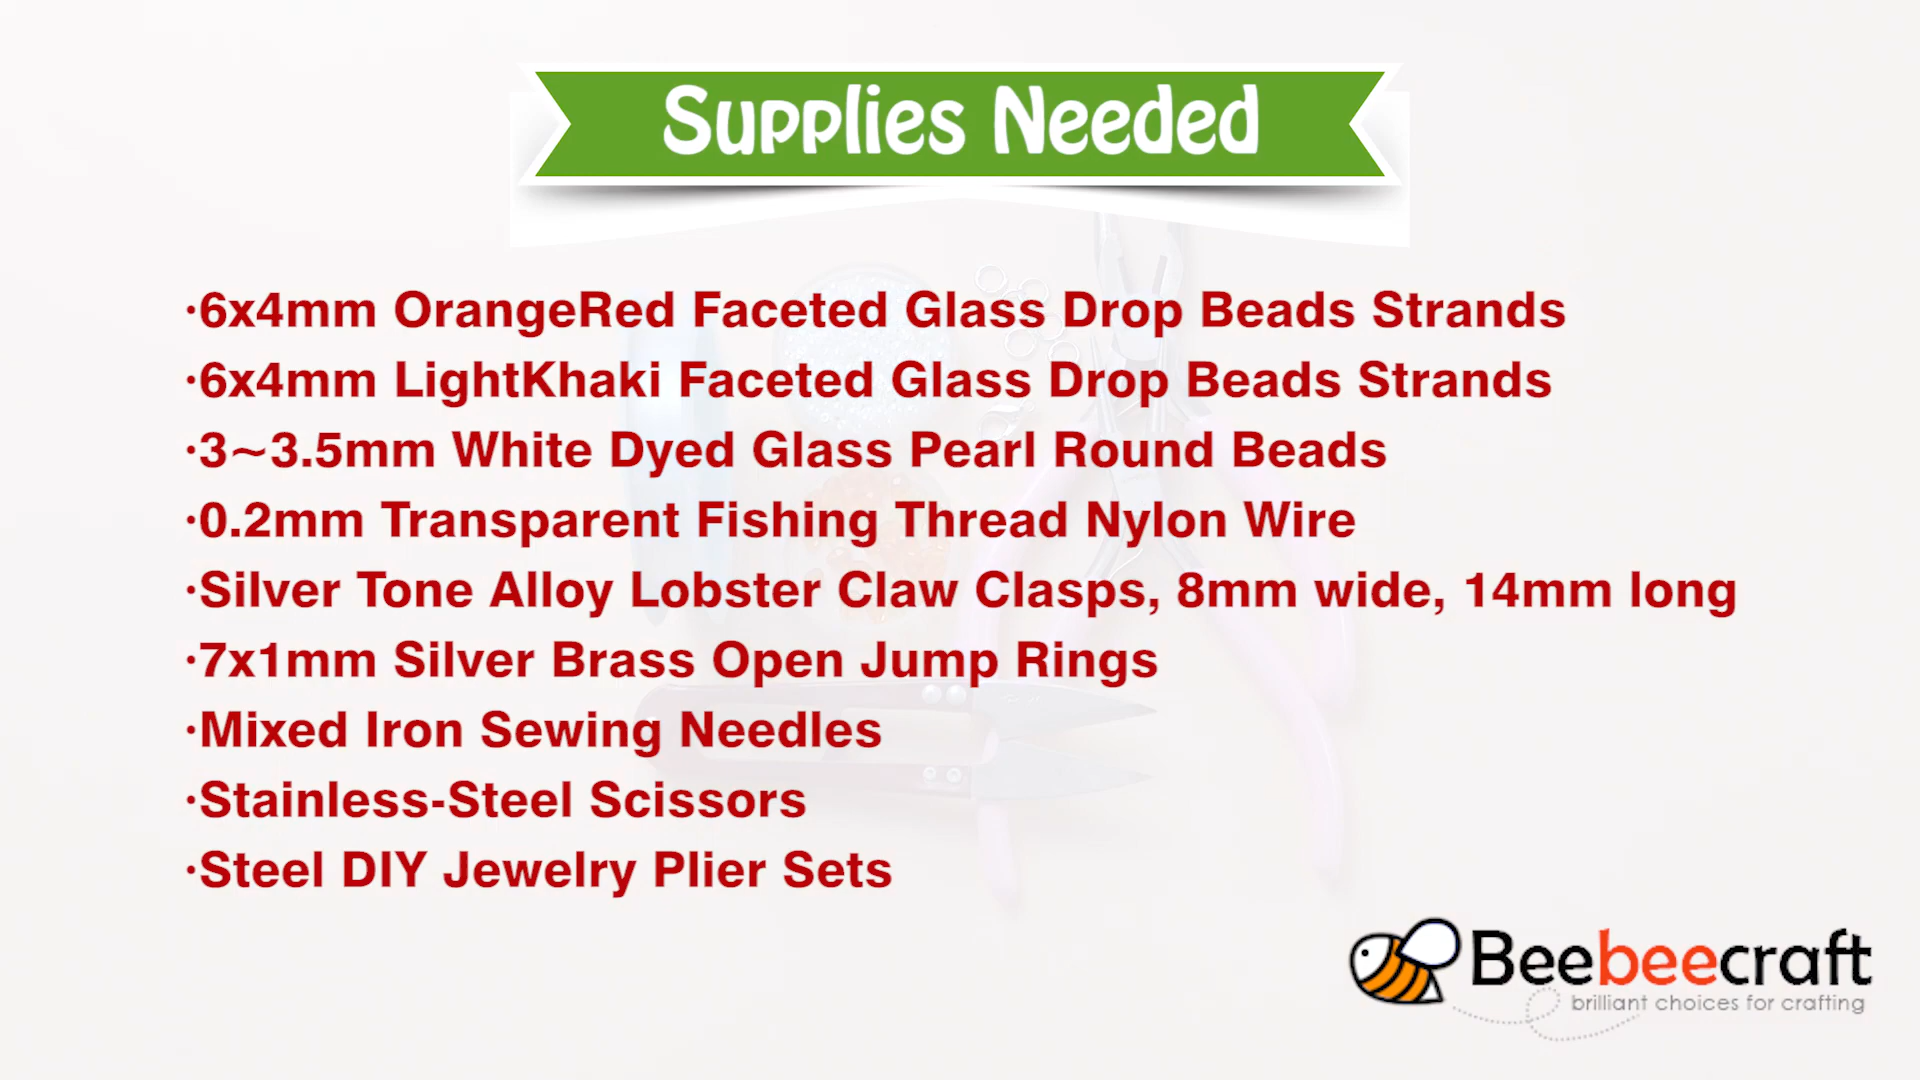 Supplies Needed
·6x4mm OrangeRed Faceted Glass Drop Beads Strands
·6x4mm LightKhaki Faceted Glass Drop Beads Strands
·3~3.5mm White Dyed Glass Pearl Round Beads
·0.2mm Transparent Fishing Thread Nylon Wire
·Silver Tone Alloy Lobster Claw Clasps, 8mm wide, 14mm long
·7x1mm Silver Brass Open Jump Rings
·Mixed Iron Sewing Needles
·Stainless-Steel Scissors
·Steel DIY Jewelry Plier Sets
Beebeecraft
brilliant choices for crafting